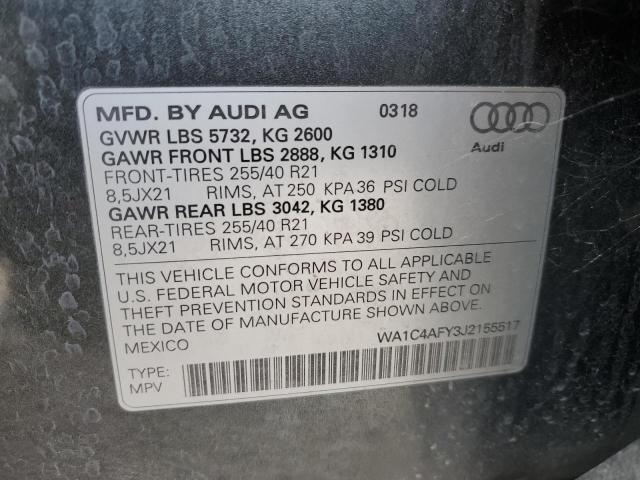 MFD. BY AUDI AG 0318
GVWR LBS 5732, KG 2600
GAWR FRONT LBS 2888, KG 1310
FRONT-TIRES 255/40 R21
8,5JX21 RIMS, AT 250 KPA 36 PSI COLD
GAWR REAR LBS 3042, KG 1380
REAR-TIRES 255/40 R21
8,5JX21 RIMS, AT 270 KPA 39 PSI COLD
Audi
THIS VEHICLE CONFORMS TO ALL APPLICABLE
U.S. FEDERAL MOTOR VEHICLE SAFETY AND
THEFT PREVENTION STANDARDS IN EFFECT ON
THE DATE OF MANUFACTURE SHOWN ABOVE.
MEXICO WA1C4AFY3J2155517
TYPE:
MPV